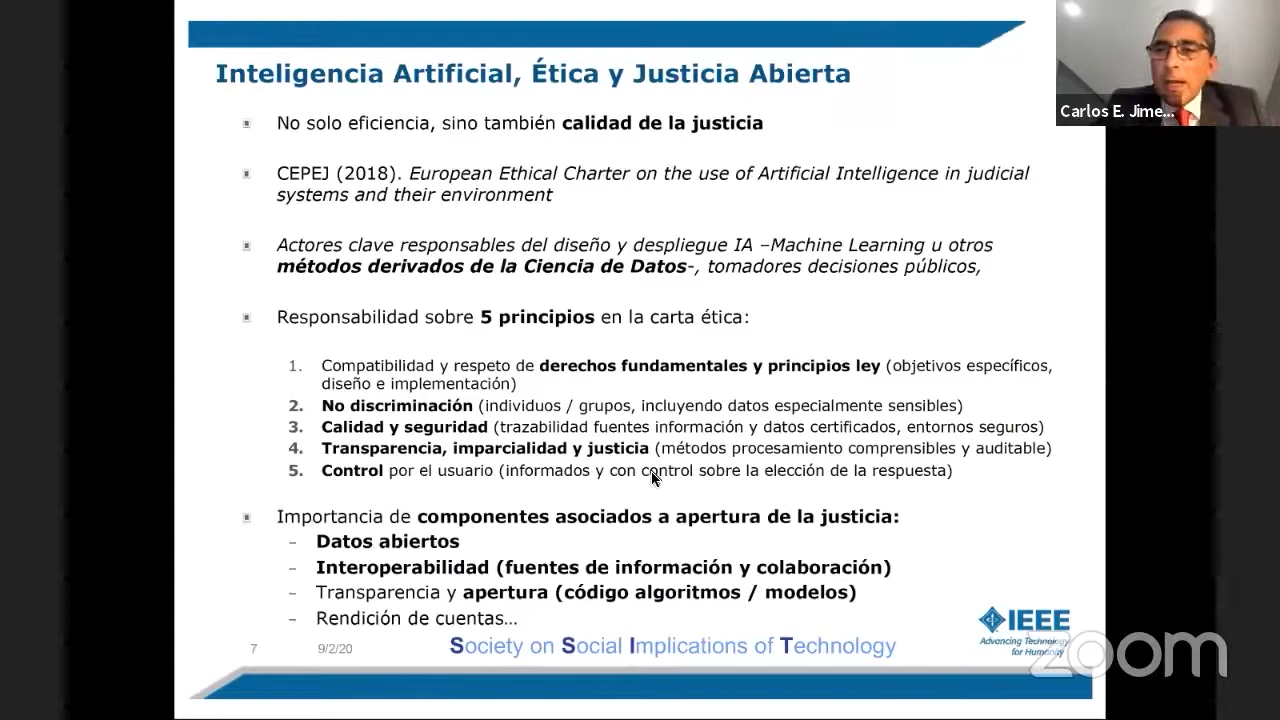 Inteligencia Artificial, Ética y Justicia Abierta
Carlos E. Jime...
No solo eficiencia, sino también calidad de la justicia
CEPEJ (2018). European Ethical Charter on the use of Artificial Intelligence in judicial
systems and their environment
Actores clave responsables del diseño y despliegue IA –Machine Learning u otros
métodos derivados de la Ciencia de Datos-, tomadores decisiones públicos,
Responsabilidad sobre 5 principios en la carta ética:
1. Compatibilidad y respeto de derechos fundamentales y principios ley (objetivos específicos,
diseño e implementación)
2. No discriminación (individuos / grupos, incluyendo datos especialmente sensibles)
3. Calidad y seguridad (trazabilidad fuentes información y datos certificados, entornos seguros)
4. Transparencia, imparcialidad y justicia (métodos procesamiento comprensibles y auditable)
5. Control por el usuario (informados y con control sobre la elección de la respuesta)
Importancia de componentes asociados a apertura de la justicia:
– Datos abiertos
– Interoperabilidad (fuentes de información y colaboración)
– Transparencia y apertura (código algoritmos / modelos)
– Rendición de cuentas…
7
9/2/20
Society on Social Implications of Technology
IEEE
Advancing Technology
for Humanity
zoom